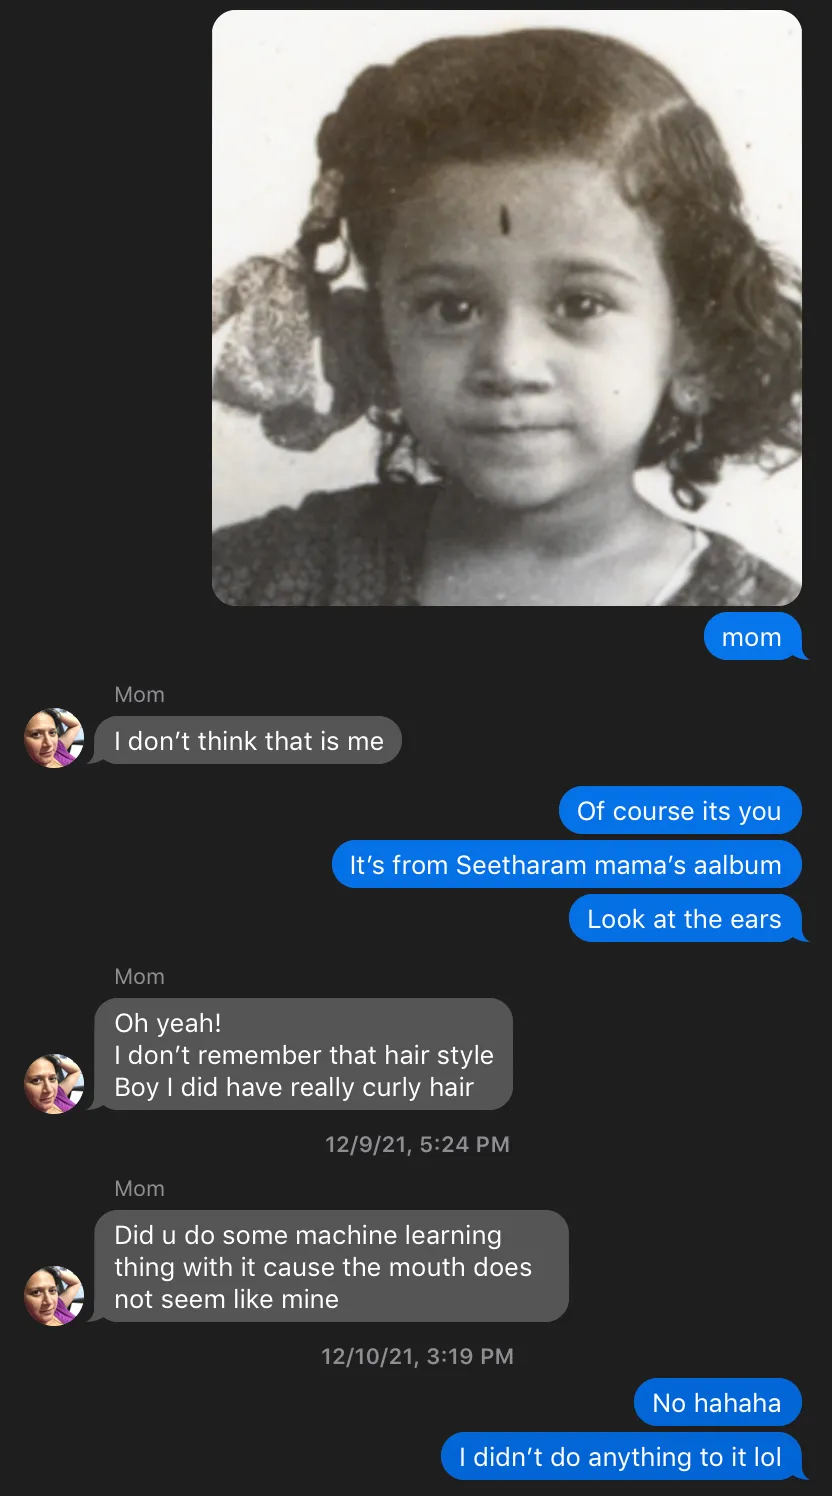 mom
Mom
I don’t think that is me
Of course its you
It’s from Seetharam mama’s aalbum
Look at the ears
Mom
Oh yeah!
I don’t remember that hair style
Boy I did have really curly hair
12/9/21, 5:24 PM
Mom
Did u do some machine learning
thing with it cause the mouth does
not seem like mine
12/10/21, 3:19 PM
No hahaha
I didn’t do anything to it lol